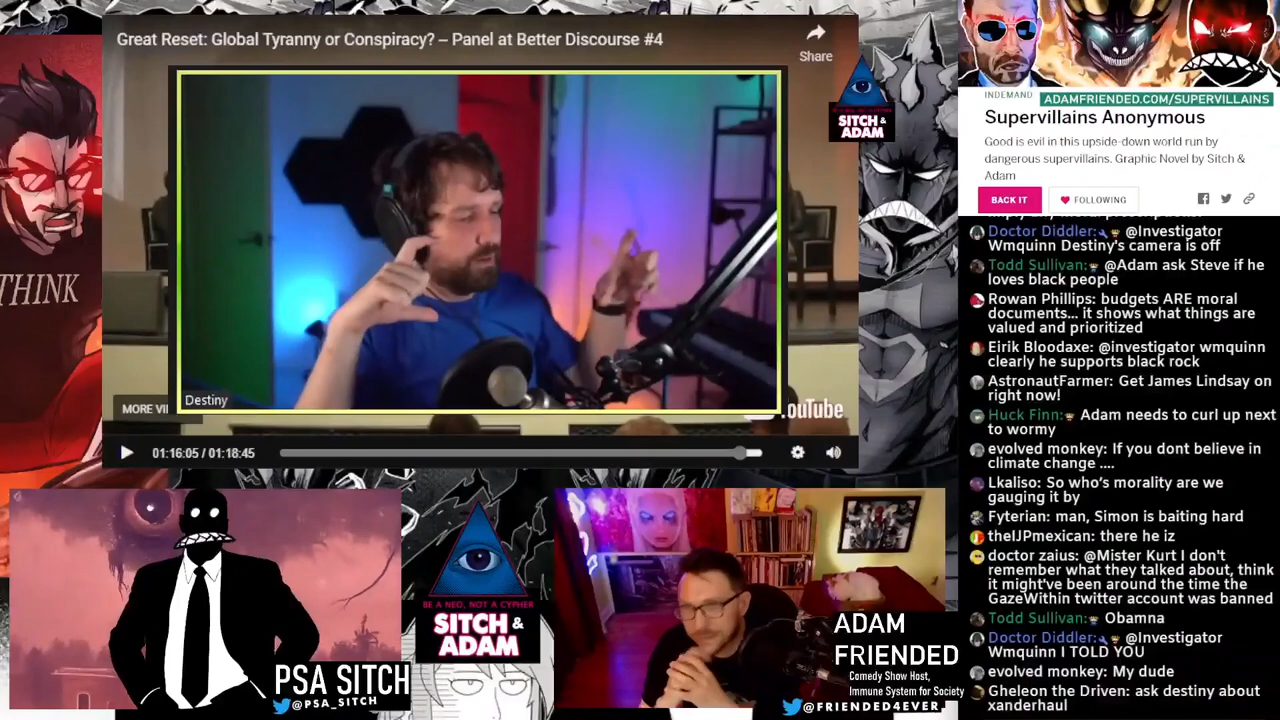 Great Reset: Global Tyranny or Conspiracy? – Panel at Better Discourse #4
Share
SITCH &
ADAM
THINK
Destiny
MORE VI
ouTube
01:16:05 / 01:18:45
INDEMAND
ADAMFRIENDED.COM/SUPERVILLAINS
Supervillains Anonymous
Good is evil in this upside-down world run by
dangerous supervillains. Graphic Novel by Sitch &
Adam
BACK IT
FOLLOWING
Doctor Diddler: @Investigator
Wmquinn Destiny's camera is off
Todd Sullivan: @Adam ask Steve if he
loves black people
Rowan Phillips: budgets ARE moral
documents... it shows what things are
valued and prioritized
Eirik Bloodaxe: @investigator wmquinn
clearly he supports black rock
AstronautFarmer: Get James Lindsay on
right now!
Huck Finn: Adam needs to curl up next
to wormy
evolved monkey: If you dont believe in
climate change ....
Lkaliso: So who's morality are we
gauging it by
Fyterian: man, Simon is baiting hard
theIJPmexican: there he iz
doctor zaius: @Mister Kurt I don't
remember what they talked about, think
it might've been around the time the
GazeWithin twitter account was banned
Todd Sullivan: Obamna
Doctor Diddler: @Investigator
Wmquinn I TOLD YOU
evolved monkey: My dude
Gheleon the Driven: ask destiny about
xanderhaul
PSA SITCH
@PSA_SITCH
BE A NEO, NOT A CYPHER
SITCH &
ADAM
ADAM
FRIENDED
Comedy Show Host,
Immune System for Society
@FRIENDED4EVER